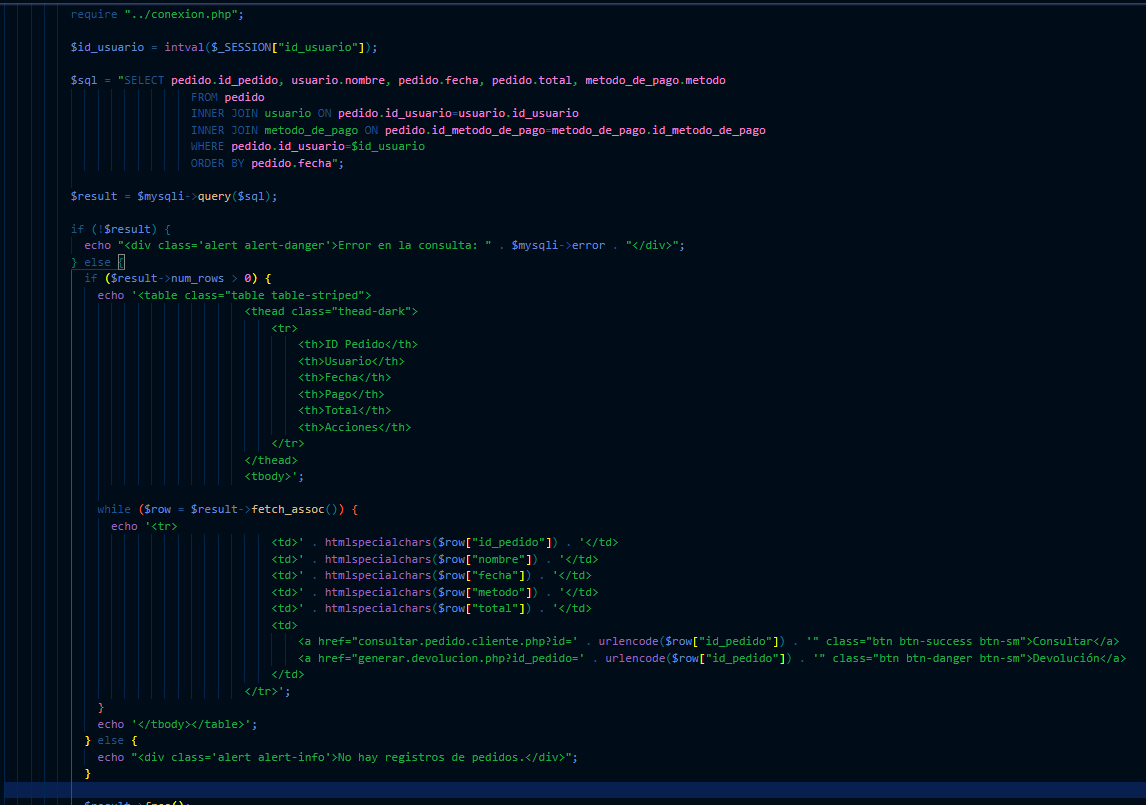 require "../conexion.php";
$id_usuario = intval($_SESSION["id_usuario"]);
$sql = "SELECT pedido.id_pedido, usuario.nombre, pedido.fecha, pedido.total, metodo_de_pago.metodo
FROM pedido
INNER JOIN usuario ON pedido.id_usuario=usuario.id_usuario
INNER JOIN metodo_de_pago ON pedido.id_metodo_de_pago=metodo_de_pago.id_metodo_de_pago
WHERE pedido.id_usuario=$id_usuario
ORDER BY pedido.fecha";
$result = $mysqli->query($sql);
if (!$result) {
echo "<div class='alert alert-danger'>Error en la consulta: " . $mysqli->error . "</div>";
} else {
if ($result->num_rows > 0) {
echo '<table class="table table-striped">
<thead class="thead-dark">
<tr>
<th>ID Pedido</th>
<th>Usuario</th>
<th>Fecha</th>
<th>Pago</th>
<th>Total</th>
<th>Acciones</th>
</tr>
</thead>
<tbody>';
while ($row = $result->fetch_assoc()) {
echo '<tr>
<td>' . htmlspecialchars($row["id_pedido"]) . '</td>
<td>' . htmlspecialchars($row["nombre"]) . '</td>
<td>' . htmlspecialchars($row["fecha"]) . '</td>
<td>' . htmlspecialchars($row["metodo"]) . '</td>
<td>' . htmlspecialchars($row["total"]) . '</td>
<td>
<a href="consultar.pedido.cliente.php?id=' . urlencode($row["id_pedido"]) . '" class="btn btn-success btn-sm">Consultar</a>
<a href="generar.devolucion.php?id_pedido=' . urlencode($row["id_pedido"]) . '" class="btn btn-danger btn-sm">Devolución</a>
</td>
</tr>';
}
echo '</tbody></table>';
} else {
echo "<div class='alert alert-info'>No hay registros de pedidos.</div>";
}